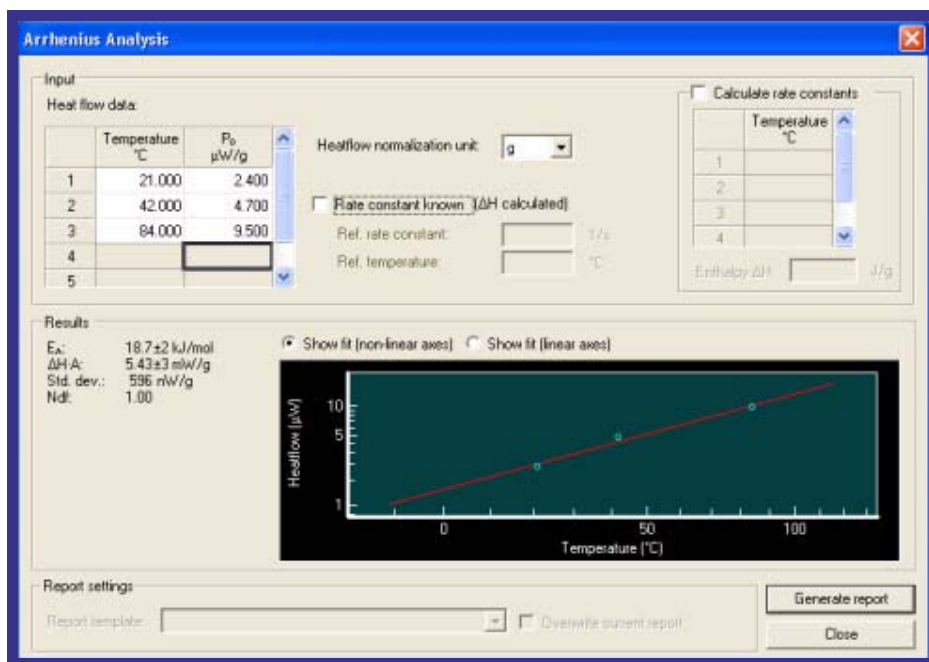 Arrhenius Analysis
Input
Heat flow data:
Temperature °C P₀ µW/g
1 21.000 2.400
2 42.000 4.700
3 84.000 9.500
4
5
Heatflow normalization unit: g
Rate constant known (ΔH calculated)
Ref. rate constant: 1/s
Ref. temperature: °C
Calculate rate constants
Temperature °C
1
2
3
4
Enthalpy ΔH: J/g
Results
Eᴀ: 18.7±2 kJ/mol
ΔH·A: 5.43±3 mW/g
Std. dev.: 596 nW/g
Ndf: 1.00
Show fit (non-linear axes) Show fit (linear axes)
Heatflow (µW)
10
5
1
0 50 100
Temperature (°C)
Report settings
Report template:
Overwrite current report
Generate report
Close